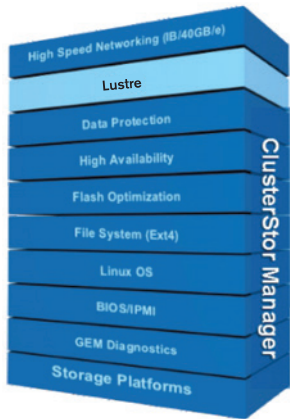 High Speed Networking (IB/40GB/e)
Lustre
Data Protection
High Availability
Flash Optimization
File System (Ext4)
Linux OS
BIOS/IPMI
GEM Diagnostics
Storage Platforms
ClusterStor Manager